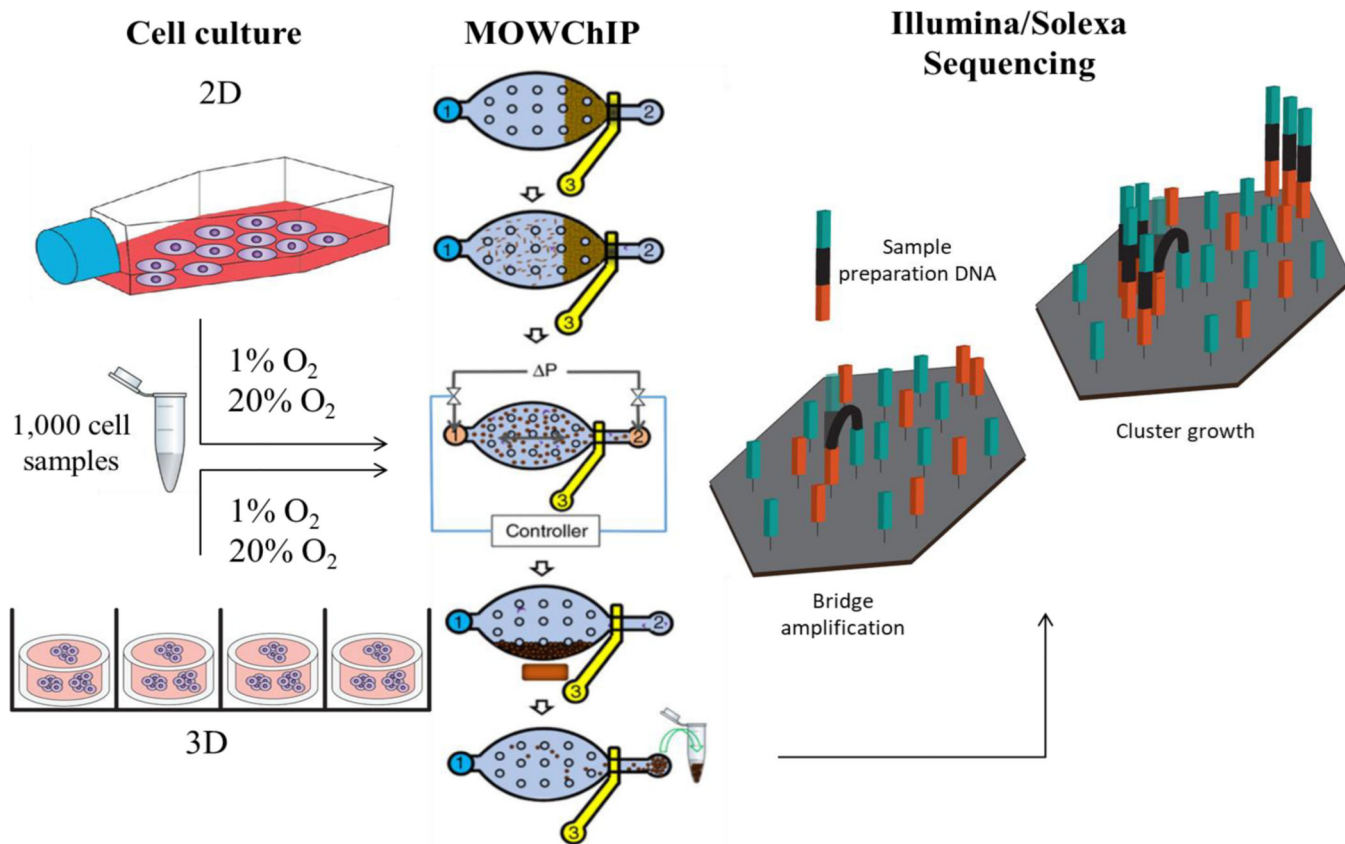 Cell culture
2D
1% O₂
20% O₂
1,000 cell
samples
1% O₂
20% O₂
3D
MOWChIP
1
2
3
1
2
3
ΔP
1
2
3
Controller
1
2
3
1
3
Illumina/Solexa
Sequencing
Sample
preparation DNA
Cluster growth
Bridge
amplification